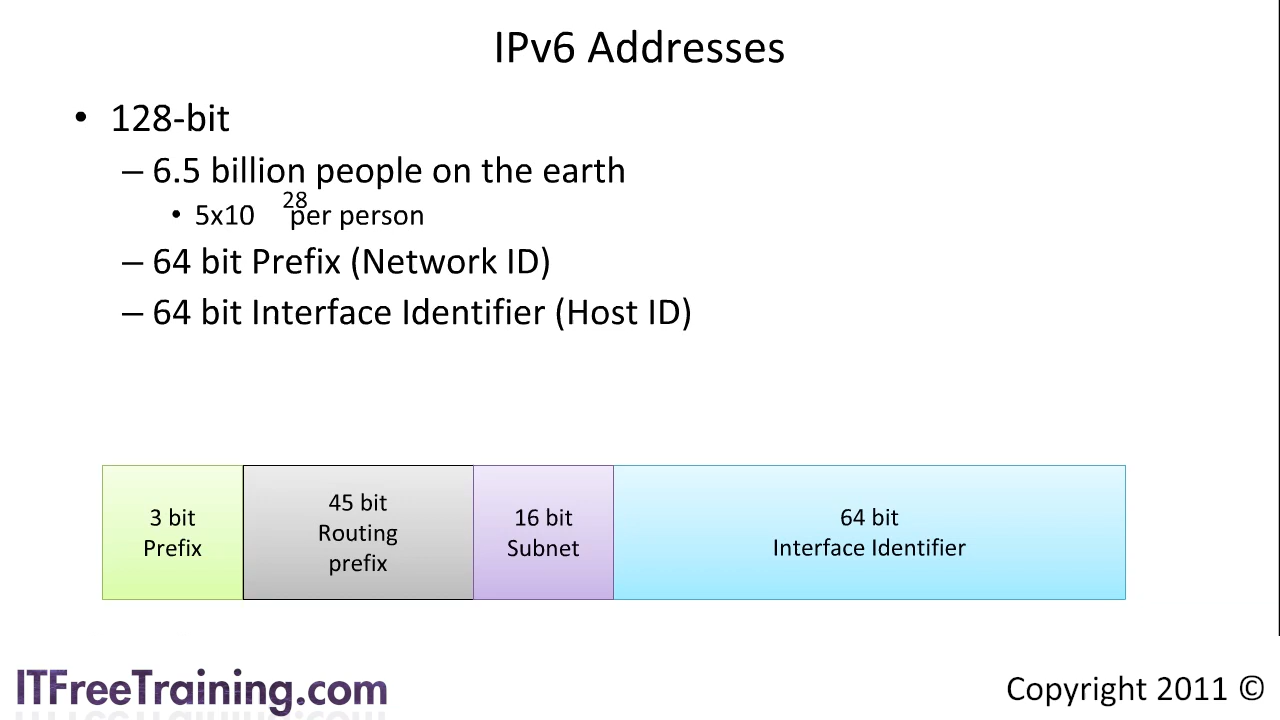 IPv6 Addresses
• 128-bit
– 6.5 billion people on the earth
• 5x10 28 per person
– 64 bit Prefix (Network ID)
– 64 bit Interface Identifier (Host ID)
3 bit
Prefix
45 bit
Routing
prefix
16 bit
Subnet
64 bit
Interface Identifier
ITFreeTraining.com
Copyright 2011 ©